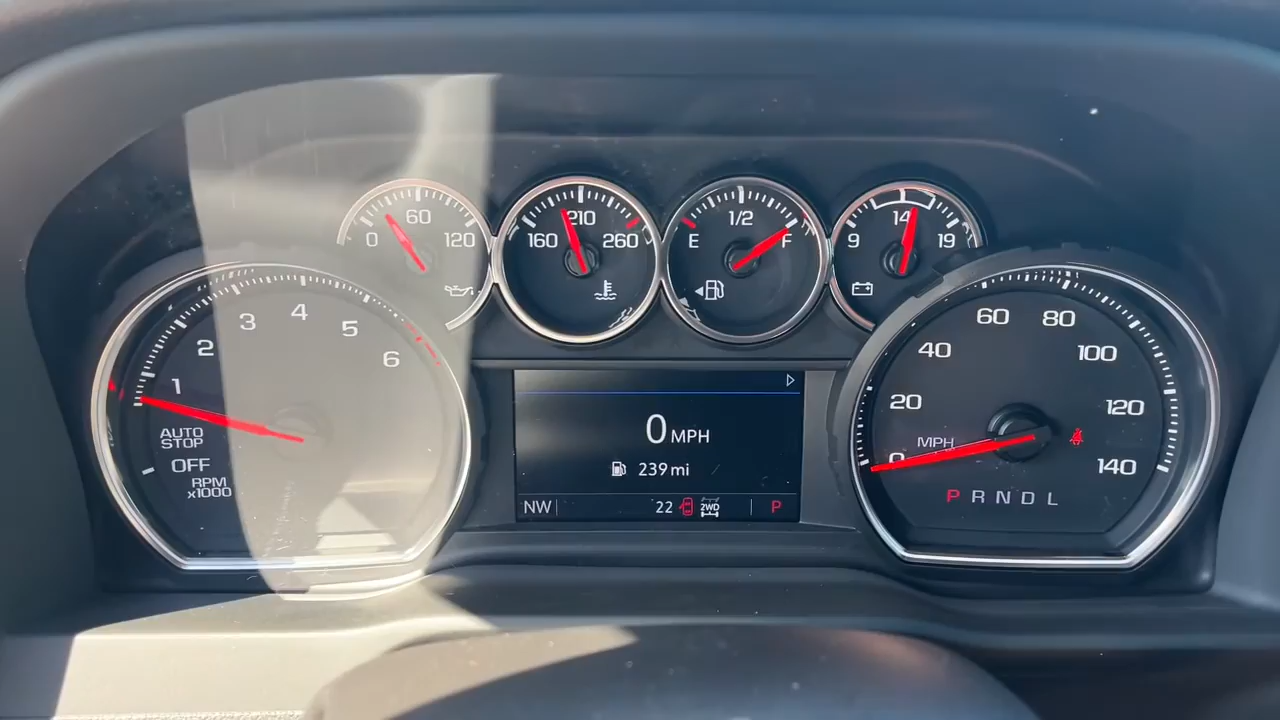 0 60 120
160 210 260
E 1/2 F
9 14 19
1 2 3 4 5 6
AUTO
STOP
OFF
RPM
x1000
0 MPH
239 mi
NW 22 2WD P
0 20 40 60 80 100 120 140
MPH
P R N D L